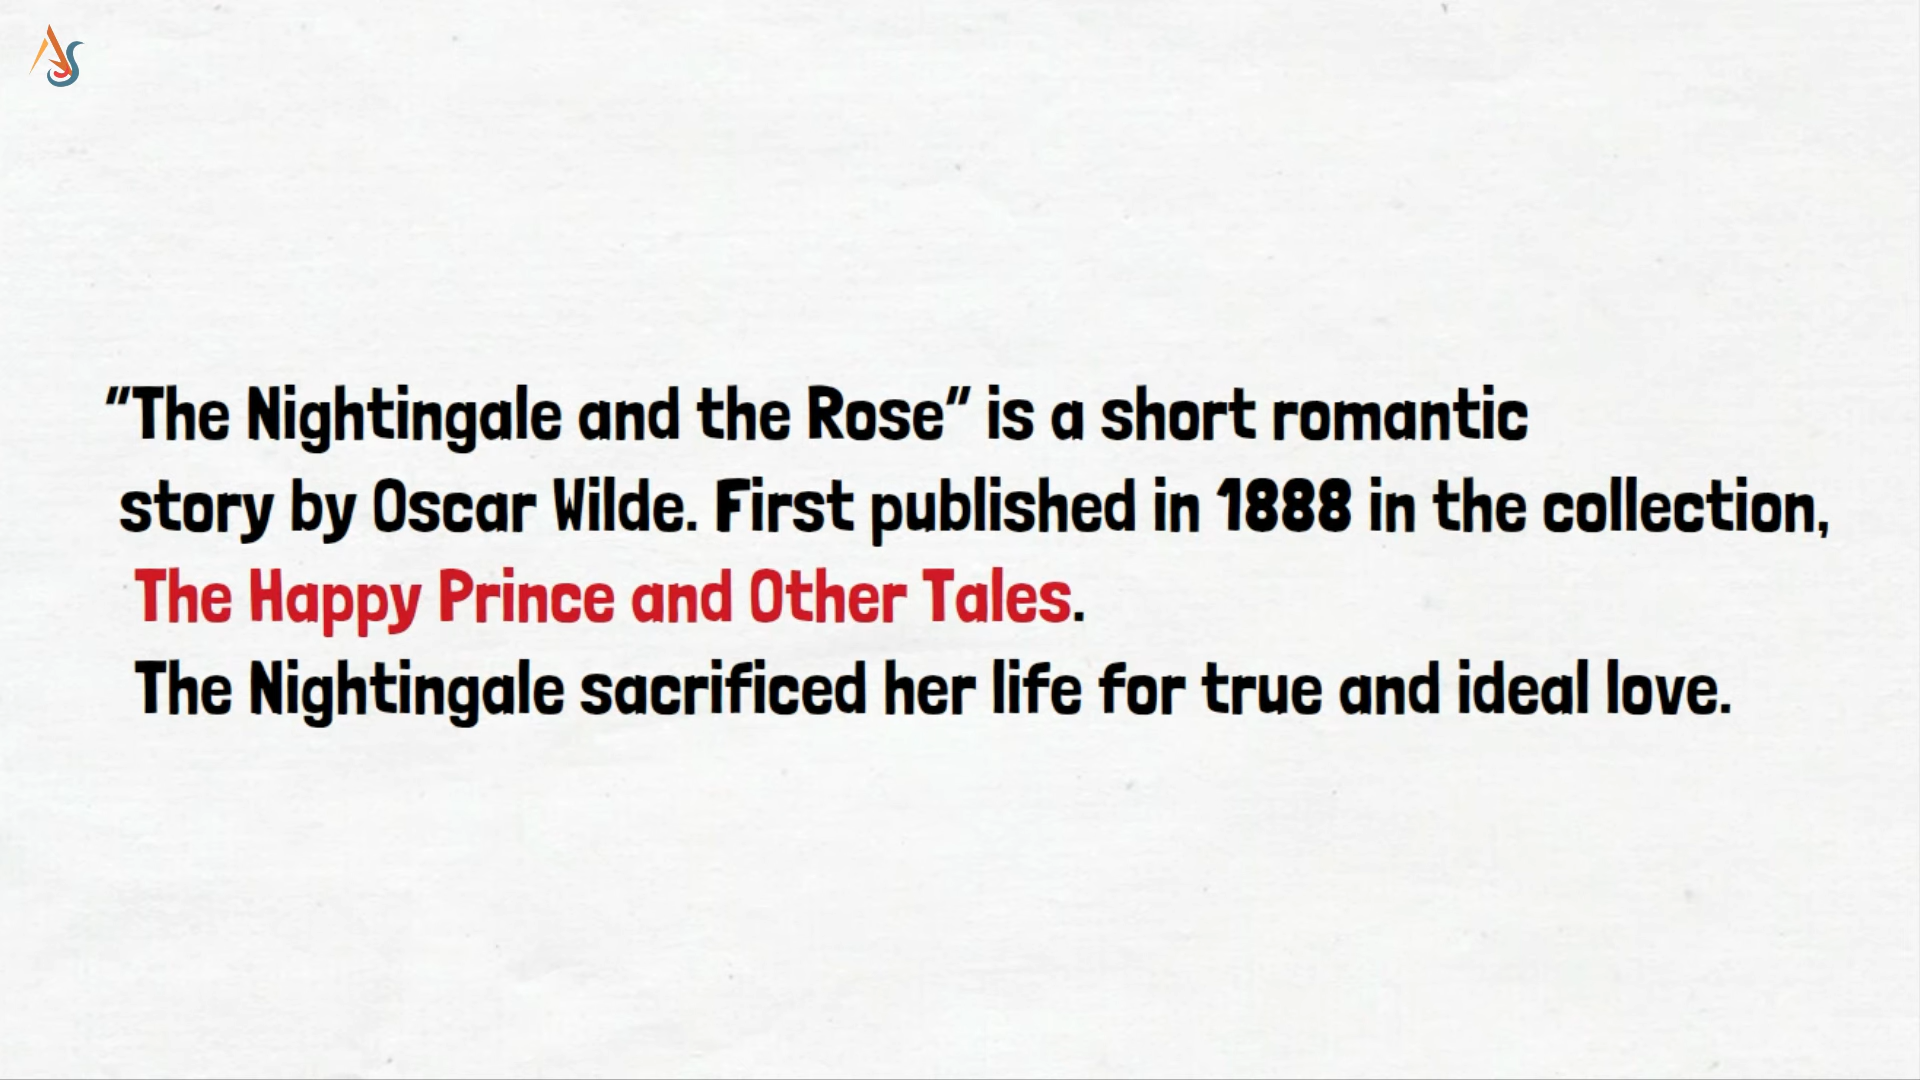 "The Nightingale and the Rose" is a short romantic
story by Oscar Wilde. First published in 1888 in the collection,
The Happy Prince and Other Tales.
The Nightingale sacrificed her life for true and ideal love.